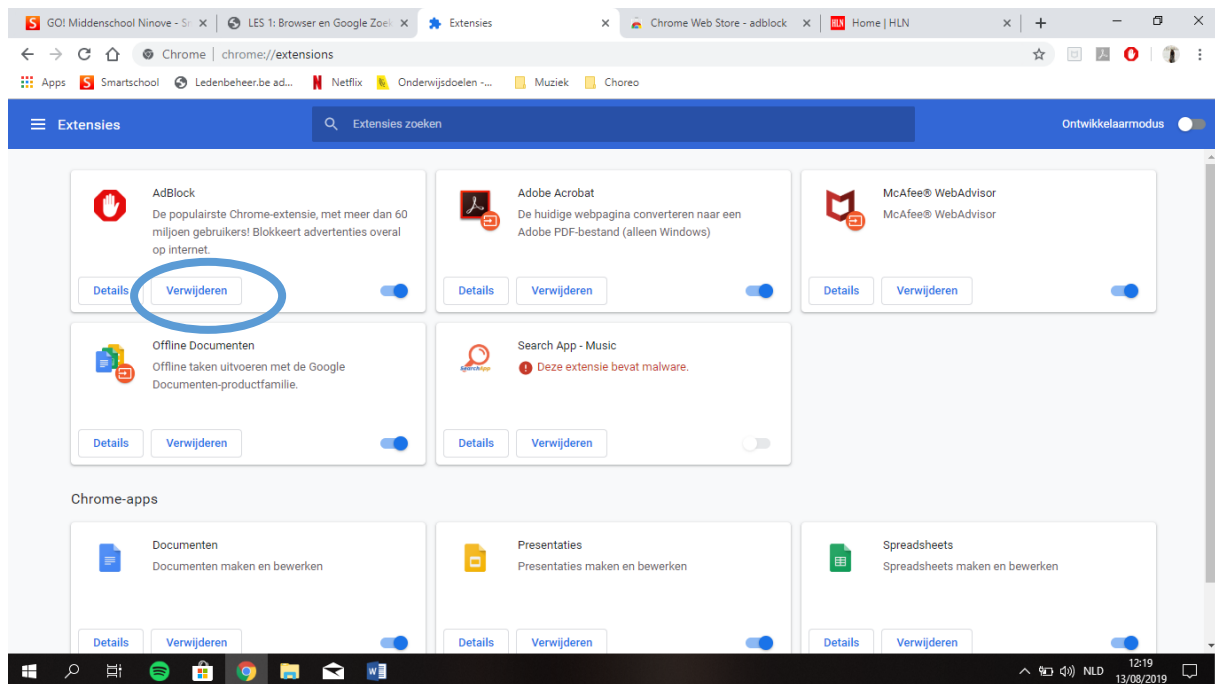 GO! Middenschool Ninove - Sm
LES 1: Browser en Google Zoek
Extensies
Chrome Web Store - adblock
HLN Home | HLN
Chrome | chrome://extensions
Apps
Smartschool
Ledenbeheer.be ad...
Netflix
Onderwijsdoelen -...
Muziek
Choreo
Extensies
Extensies zoeken
Ontwikkelaarmodus
AdBlock
De populairste Chrome-extensie, met meer dan 60
miljoen gebruikers! Blokkeert advertenties overal
op internet.
Details
Verwijderen
Adobe Acrobat
De huidige webpagina converteren naar een
Adobe PDF-bestand (alleen Windows)
Details
Verwijderen
McAfee® WebAdvisor
McAfee® WebAdvisor
Details
Verwijderen
Offline Documenten
Offline taken uitvoeren met de Google
Documenten-productfamilie.
Details
Verwijderen
SearchApp
Search App - Music
Deze extensie bevat malware.
Details
Verwijderen
Chrome-apps
Documenten
Documenten maken en bewerken
Details
Verwijderen
Presentaties
Presentaties maken en bewerken
Details
Verwijderen
Spreadsheets
Spreadsheets maken en bewerken
Details
Verwijderen
NLD
12:19
13/08/2019